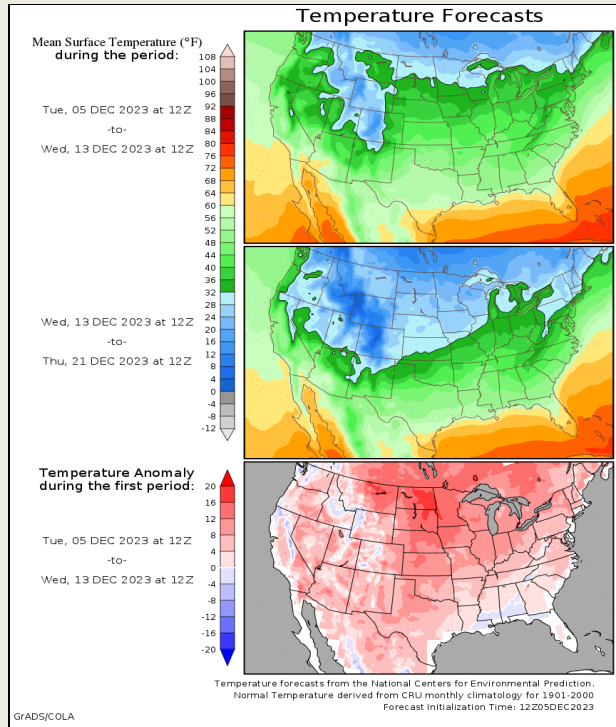 Temperature Forecasts
Mean Surface Temperature (°F)
during the period:
108
104
100
96
92
88
84
80
76
72
68
64
60
56
52
48
44
40
36
32
28
24
20
16
12
8
4
0
-4
-8
-12
Tue, 05 DEC 2023 at 12Z
-to-
Wed, 13 DEC 2023 at 12Z
Wed, 13 DEC 2023 at 12Z
-to-
Thu, 21 DEC 2023 at 12Z
Temperature Anomaly
during the first period:
20
16
12
8
4
0
-4
-8
-12
-16
-20
Tue, 05 DEC 2023 at 12Z
-to-
Wed, 13 DEC 2023 at 12Z
Temperature forecasts from the National Centers for Environmental Prediction.
Normal Temperature derived from CRU monthly climatology for 1901-2000
Forecast Initialization Time: 12Z05DEC2023
GrADS/COLA